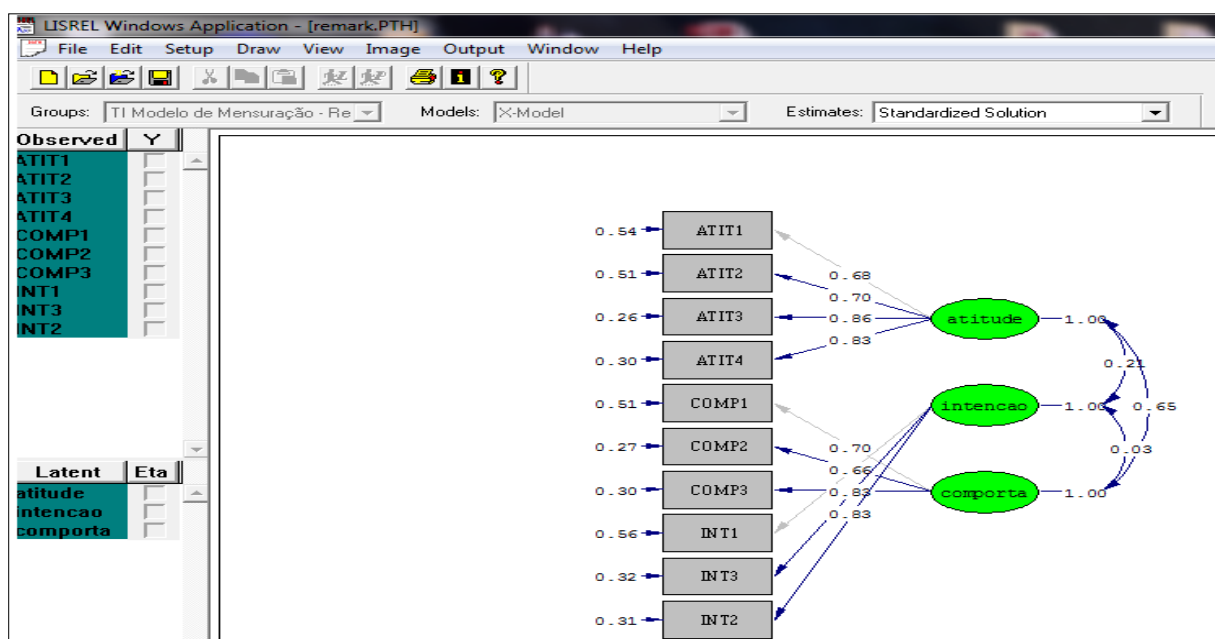 LISREL Windows Application - [remark.PTH]
File Edit Setup Draw View Image Output Window Help
Groups: TI Modelo de Mensuração - Re Models: X-Model Estimates: Standardized Solution
Observed Y
ATIT1
ATIT2
ATIT3
ATIT4
COMP1
COMP2
COMP3
INT1
INT3
INT2
Latent Eta
atitude
intencao
comporta
0.54 ATIT1
0.51 ATIT2
0.26 ATIT3
0.30 ATIT4
0.51 COMP1
0.27 COMP2
0.30 COMP3
0.56 INT1
0.32 INT3
0.31 INT2
0.68
0.70
0.86
0.83
0.70
0.66
0.83
0.83
atitude 1.00
intencao 1.00
comporta 1.00
0.21
0.65
0.03